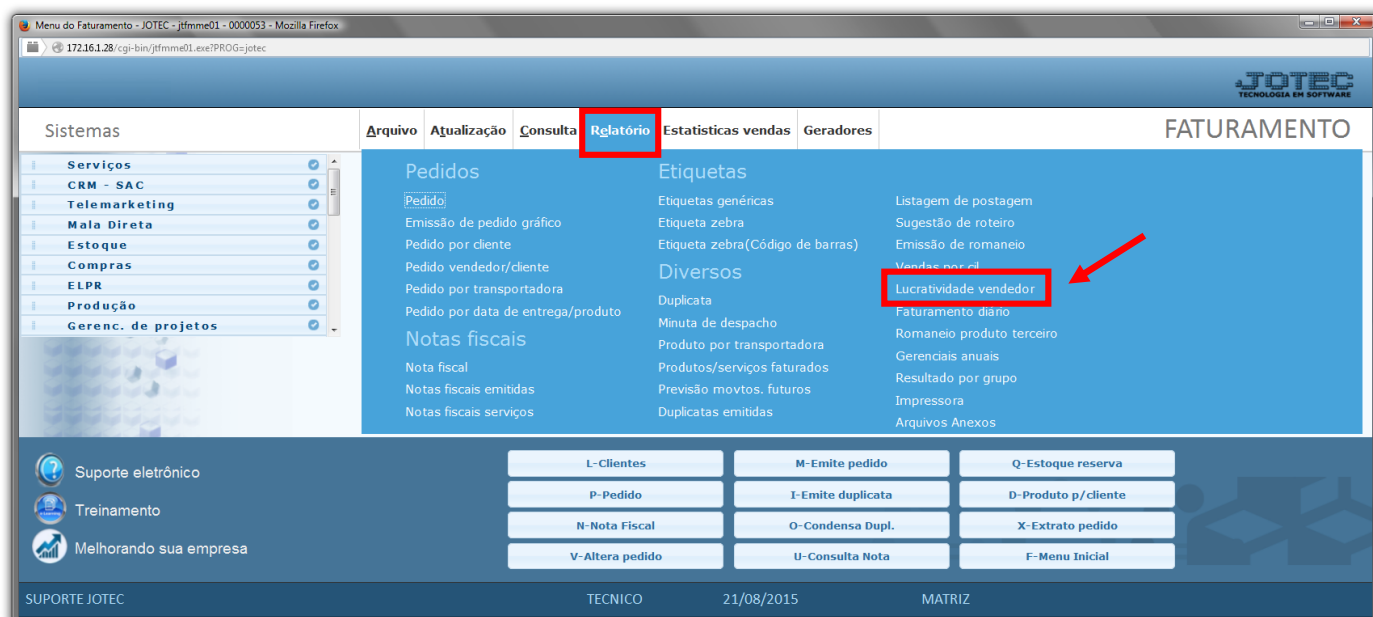 Menu do Faturamento - JOTEC - jtfmme01 - 0000053 - Mozilla Firefox
172.16.1.28/cgi-bin/jtfmme01.exe?PROG=jotec
JOTEC
TECNOLOGIA EM SOFTWARE
Sistemas
Arquivo Atualização Consulta Relatório Estatisticas vendas Geradores
FATURAMENTO
Serviços
CRM - SAC
Telemarketing
Mala Direta
Estoque
Compras
ELPR
Produção
Gerenc. de projetos
Pedidos
Pedido
Emissão de pedido gráfico
Pedido por cliente
Pedido vendedor/cliente
Pedido por transportadora
Pedido por data de entrega/produto
Notas fiscais
Nota fiscal
Notas fiscais emitidas
Notas fiscais serviços
Etiquetas
Etiquetas genéricas
Etiqueta zebra
Etiqueta zebra(Código de barras)
Diversos
Duplicata
Minuta de despacho
Produto por transportadora
Produtos/serviços faturados
Previsão movtos. futuros
Duplicatas emitidas
Listagem de postagem
Sugestão de roteiro
Emissão de romaneio
Vendas por cil
Lucratividade vendedor
Faturamento diário
Romaneio produto terceiro
Gerenciais anuais
Resultado por grupo
Impressora
Arquivos Anexos
Suporte eletrônico
Treinamento
Melhorando sua empresa
L-Clientes M-Emite pedido Q-Estoque reserva
P-Pedido I-Emite duplicata D-Produto p/cliente
N-Nota Fiscal O-Condensa Dupl. X-Extrato pedido
V-Altera pedido U-Consulta Nota F-Menu Inicial
SUPORTE JOTEC TECNICO 21/08/2015 MATRIZ